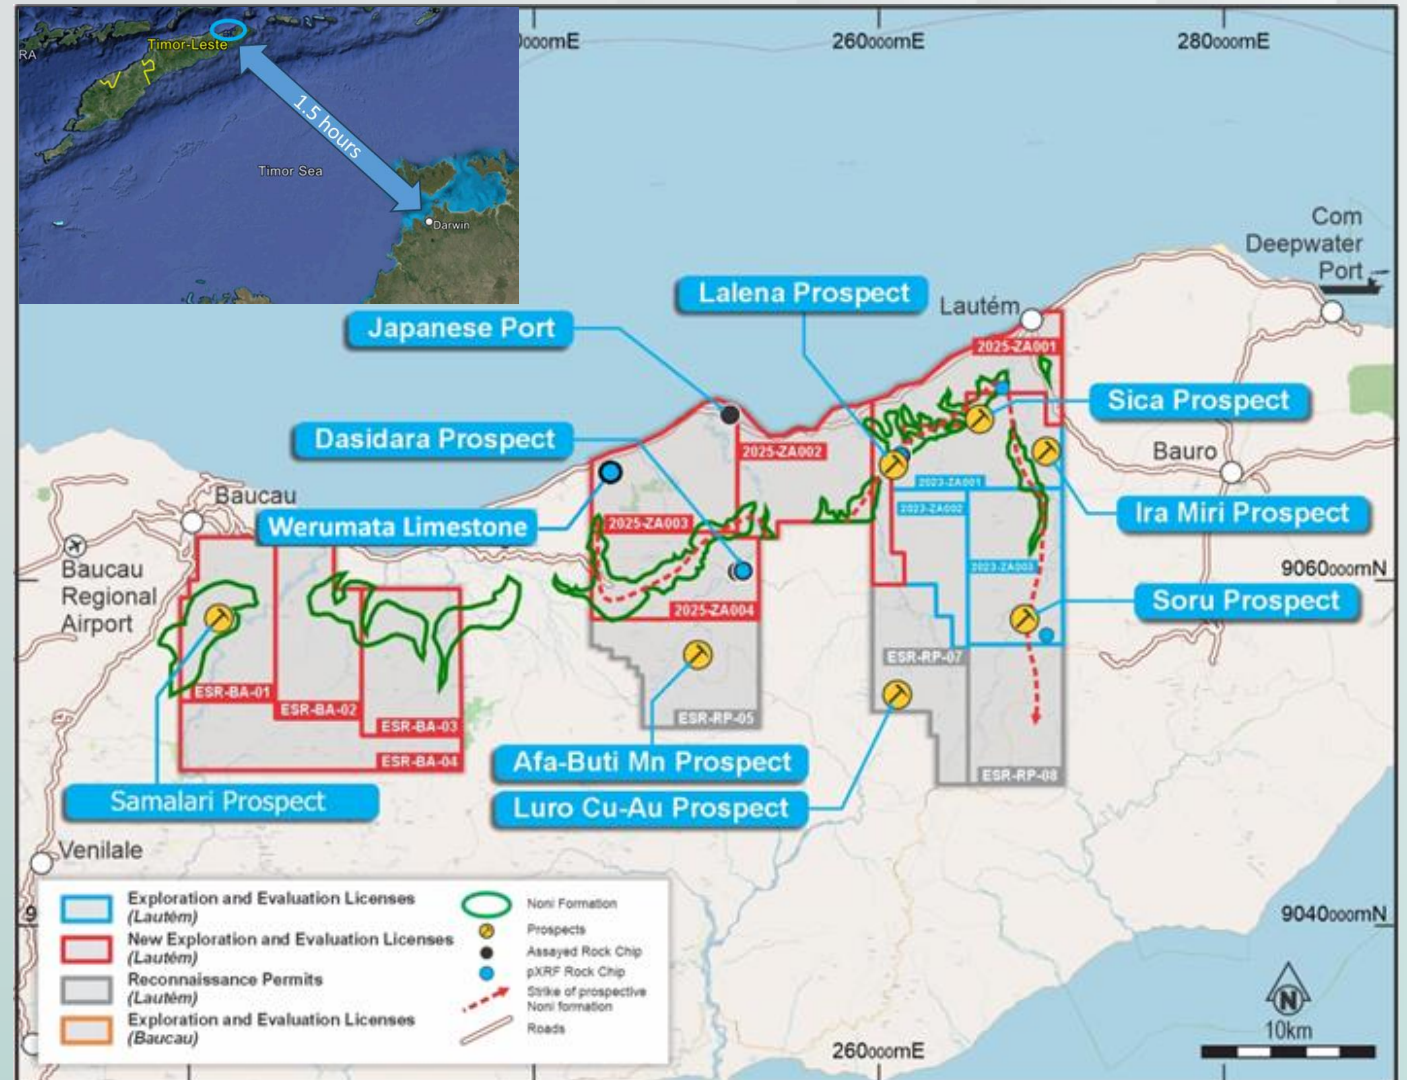 RA
Timor-Leste
1.5 hours
Timor Sea
Darwin
000mE
260000mE
280000mE
Com
Deepwater
Port
Lalena Prospect
Lautém
Japanese Port
2025-ZA001
Sica Prospect
Dasidara Prospect
2025-ZA002
Bauro
Baucau
2023-ZA001
Werumata Limestone
2025-ZA003
2023-ZA002
Ira Miri Prospect
Baucau
Regional
Airport
2023-ZA003
9060000mN
2025-ZA004
Soru Prospect
ESR-RP-07
ESR-BA-01
ESR-BA-02
ESR-BA-03
ESR-RP-05
ESR-BA-04
Afa-Buti Mn Prospect
ESR-RP-08
Samalari Prospect
Luro Cu-Au Prospect
Venilale
Exploration and Evaluation Licenses
(Lautém)
New Exploration and Evaluation Licenses
(Lautém)
Reconnaissance Permits
(Lautém)
Exploration and Evaluation Licenses
(Baucau)
Noni Formation
Prospects
Assayed Rock Chip
pXRF Rock Chip
Strike of prospective
Noni formation
Roads
9
9040000mN
N
10km
260000mE